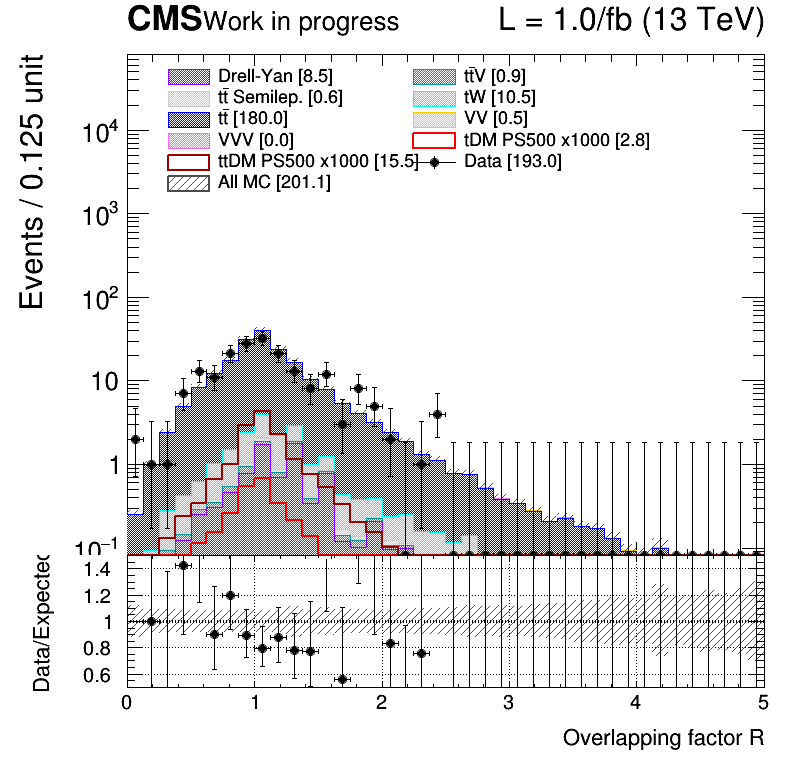 CMS Work in progress L = 1.0/fb (13 TeV)
Drell-Yan [8.5] tt̄V [0.9]
tt̄ Semilep. [0.6] tW [10.5]
tt̄ [180.0] VV [0.5]
VVV [0.0] tDM PS500 x1000 [2.8]
ttDM PS500 x1000 [15.5] Data [193.0]
All MC [201.1]
Events / 0.125 unit
10⁴
10³
10²
10
1
10⁻¹
Data/Expected
1.4
1.2
1
0.8
0.6
0 1 2 3 4 5
Overlapping factor R